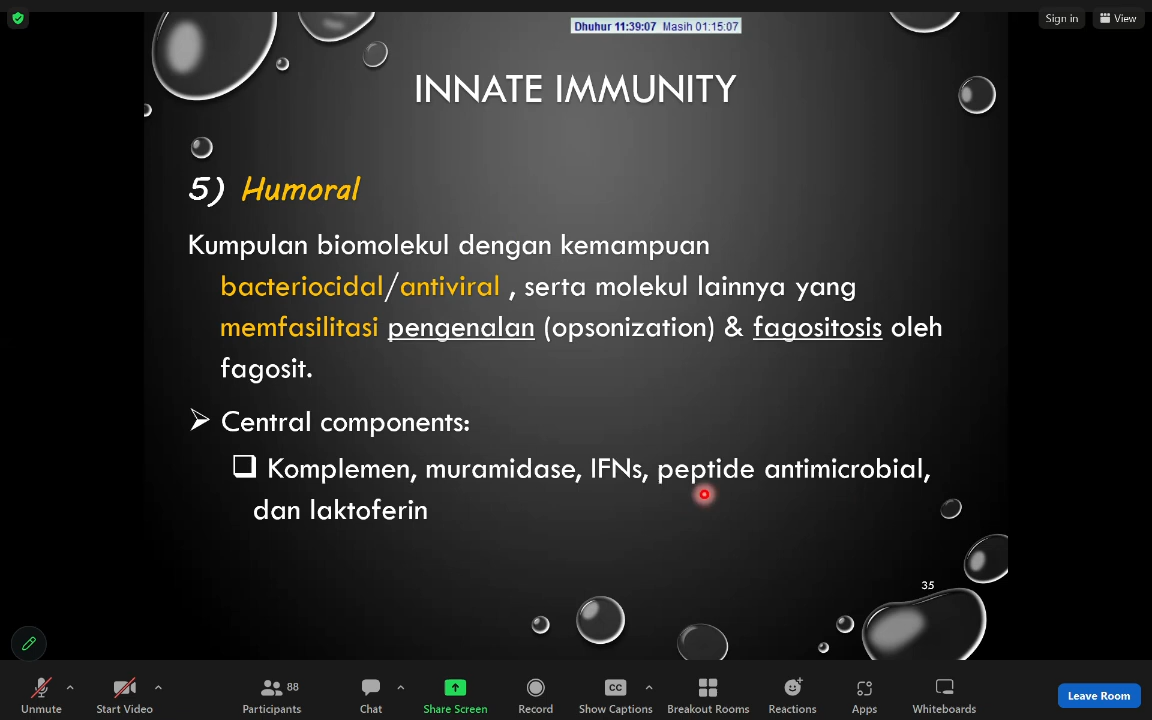 Dhuhur 11:39:07 Masih 01:15:07
Sign in
View
INNATE IMMUNITY
5) Humoral
Kumpulan biomolekul dengan kemampuan
bacteriocidal/antiviral , serta molekul lainnya yang
memfasilitasi pengenalan (opsonization) & fagositosis oleh
fagosit.
Central components:
Komplemen, muramidase, IFNs, peptide antimicrobial,
dan laktoferin
35
Unmute
Start Video
88
Participants
Chat
Share Screen
Record
CC
Show Captions
Breakout Rooms
Reactions
Apps
Whiteboards
Leave Room